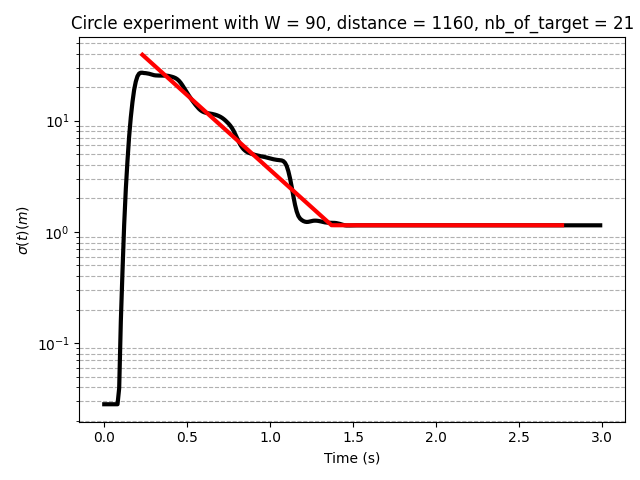 Circle experiment with W = 90, distance = 1160, nb_of_target = 21
σ(t)(m)
10¹
10⁰
10⁻¹
0.0 0.5 1.0 1.5 2.0 2.5 3.0
Time (s)